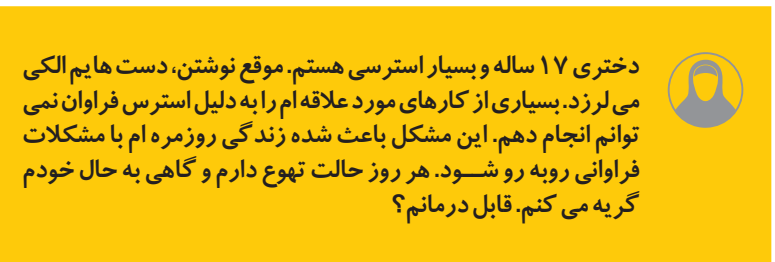 دختری ۱۷ ساله و بسیار استرسی هستم. موقع نوشتن، دست هایم الکی
می لرزد. بسیاری از کارهای مورد علاقه ام را به دلیل استرس فراوان نمی
توانم انجام دهم. این مشکل باعث شده زندگی روزمره ام با مشکلات
فراوانی روبه رو شــود. هر روز حالت تهوع دارم و گاهی به حال خودم
گریه می کنم. قابل درمانم؟